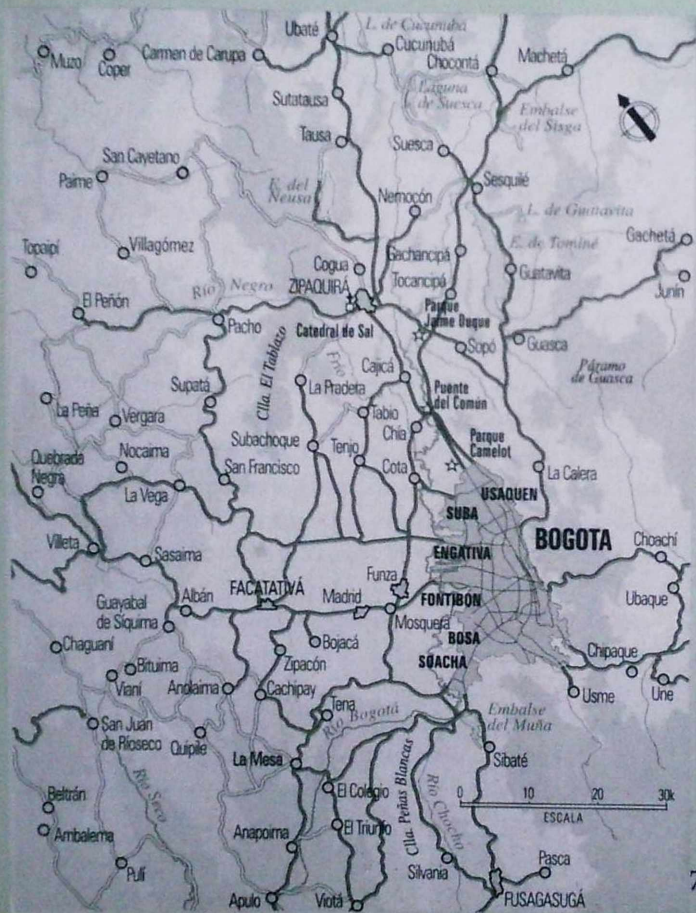 Ubaté
L. de Cucunubá
Muzo
Coper
Carmen de Carupa
Cucunubá
Chocontá
Machetá
Sutatausa
Laguna
de Suesca
Embalse
del Sisga
Tausa
Suesca
San Cayetano
Paime
E. del
Neusa
Nemocón
Sesquilé
L. de Guatavita
Topaipí
Villagómez
E. de Tominé
Gachetá
Cogua
Gachancipá
Guatavita
Junín
Río Negro
ZIPAQUIRÁ
Tocancipá
El Peñón
Pacho
Catedral de Sal
Parque
Jaime Duque
Sopó
Guasca
Páramo
de Guasca
Clla. El Tablazo
Frío
Cajicá
La Peña
Supatá
La Pradera
Puente
del Común
Vergara
Tabio
Chía
Subachoque
Tenjo
Parque
Camelot
Quebrada
Negra
Nocaima
San Francisco
Cota
La Calera
La Vega
USAQUEN
SUBA
Villeta
Sasaima
ENGATIVA
BOGOTA
Choachí
FACATATIVÁ
Funza
Guayabal
de Síquima
Albán
Madrid
FONTIBON
Ubaque
Mosquera
Chaguaní
Bojacá
BOSA
Chipaque
Bituima
Zipacón
SOACHA
Vianí
Anolaima
Cachipay
Usme
Une
Tena
Río Bogotá
Embalse
del Muña
San Juan
de Ríoseco
Quipile
La Mesa
Sibaté
Beltrán
Río Seco
El Colegio
Clla. Peñas Blancas
Río Chocho
0 10 20 30k
ESCALA
Ambalema
Anapoima
El Triunfo
Pulí
Silvania
Pasca
Apulo
Viotá
FUSAGASUGÁ
7